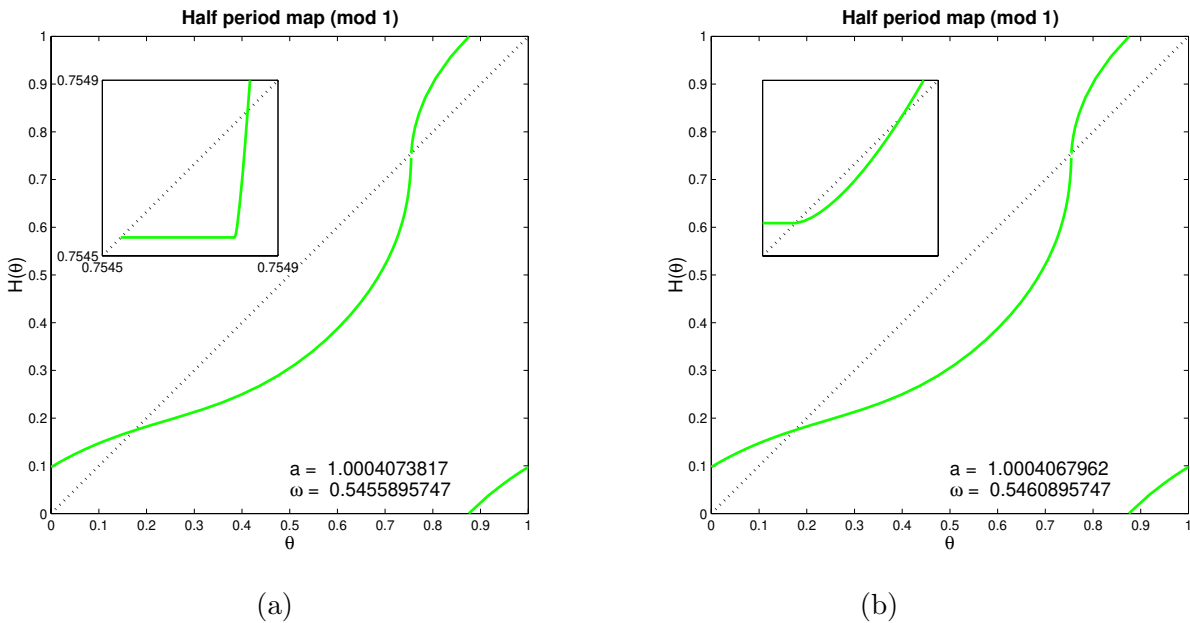 Half period map (mod 1)
1
0.9
0.8
0.7
0.6
0.5
0.4
0.3
0.2
0.1
0
H(θ)
0.7549
0.7545
0.7545 0.7549
a = 1.0004073817
ω = 0.5455895747
0 0.1 0.2 0.3 0.4 0.5 0.6 0.7 0.8 0.9 1
θ
(a)
Half period map (mod 1)
1
0.9
0.8
0.7
0.6
0.5
0.4
0.3
0.2
0.1
0
H(θ)
a = 1.0004067962
ω = 0.5460895747
0 0.1 0.2 0.3 0.4 0.5 0.6 0.7 0.8 0.9 1
θ
(b)